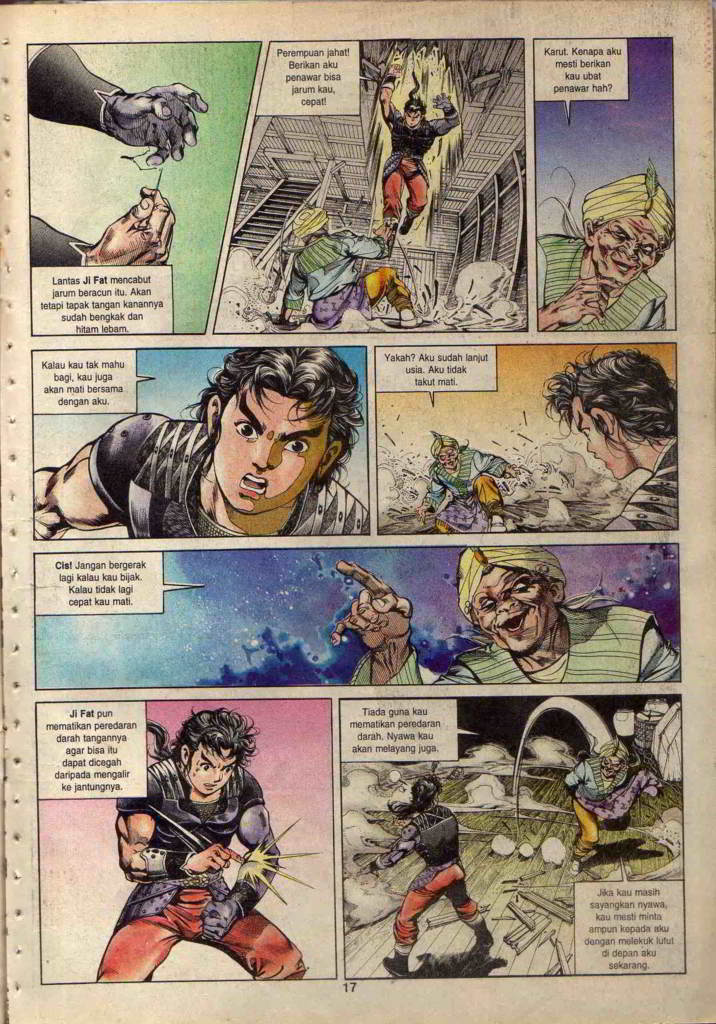 Lantas Ji Fat mencabut
jarum beracun itu. Akan
tetapi tapak tangan kanannya
sudah bengkak dan
hitam lebam.
Perempuan jahat!
Berikan aku
penawar bisa
jarum kau,
cepat!
Karut. Kenapa aku
mesti berikan
kau ubat
penawar hah?
Kalau kau tak mahu
bagi, kau juga
akan mati bersama
dengan aku.
Yakah? Aku sudah lanjut
usia. Aku tidak
takut mati.
Cis! Jangan bergerak
lagi kalau kau bijak.
Kalau tidak lagi
cepat kau mati.
Ji Fat pun
mematikan peredaran
darah tangannya
agar bisa itu
dapat dicegah
daripada mengalir
ke jantungnya.
Tiada guna kau
mematikan peredaran
darah. Nyawa kau
akan melayang juga.
Jika kau masih
sayangkan nyawa,
kau mesti minta
ampun kepada aku
dengan melekuk lutut
di depan aku
sekarang.
17